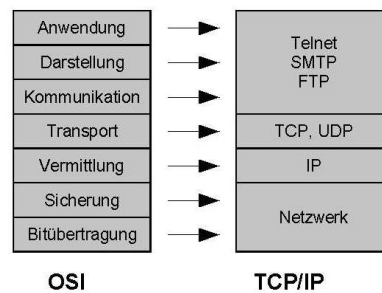 Anwendung
Darstellung
Kommunikation
Transport
Vermittlung
Sicherung
Bitübertragung
OSI
Telnet
SMTP
FTP
TCP, UDP
IP
Netzwerk
TCP/IP